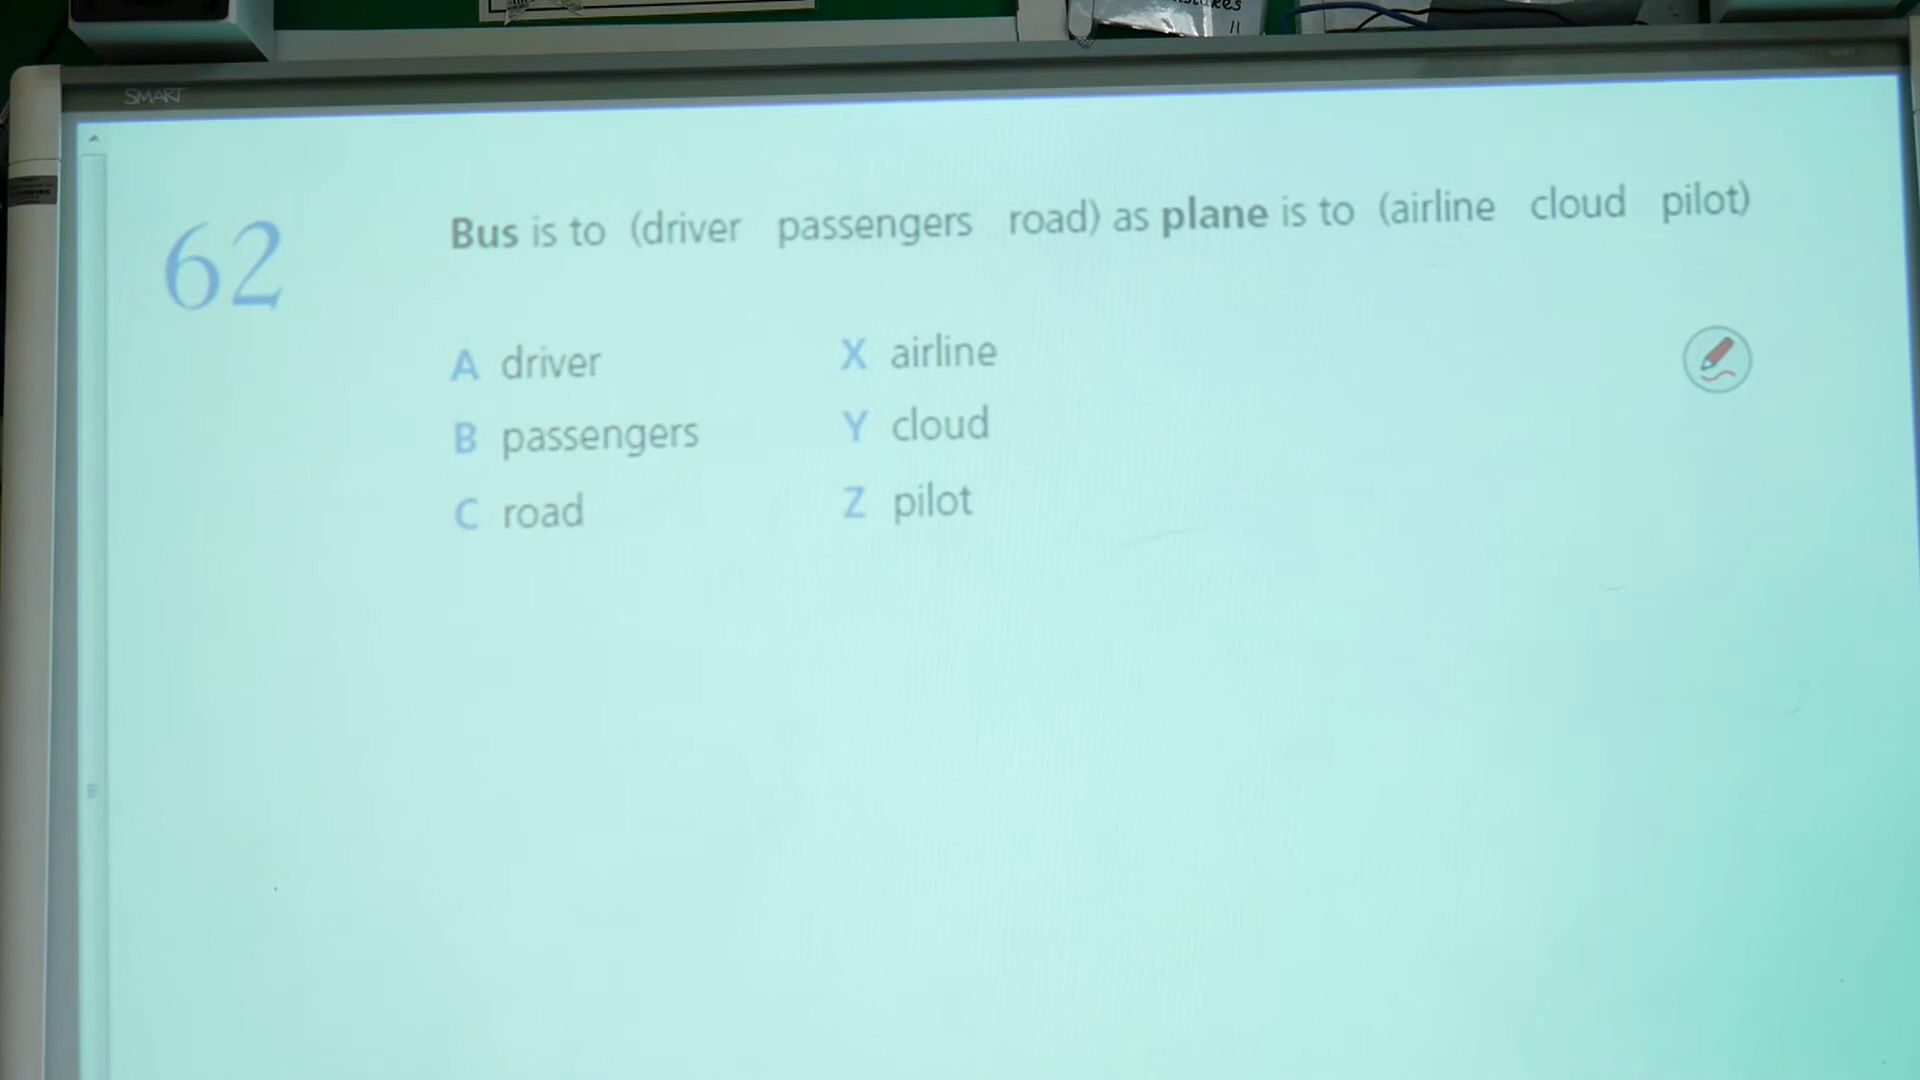 SMART
62
Bus is to (driver passengers road) as plane is to (airline cloud pilot)
A driver
X airline
B passengers
Y cloud
C road
Z pilot